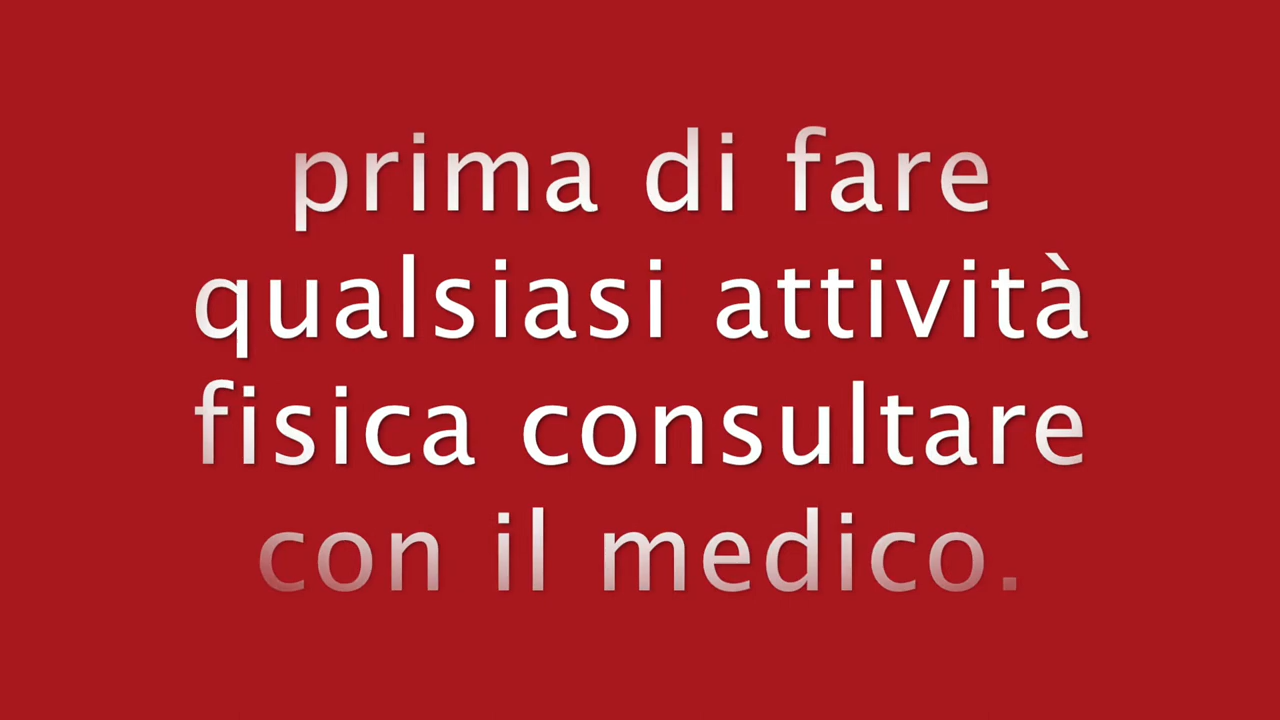 prima di fare
qualsiasi attività
fisica consultare
con il medico.